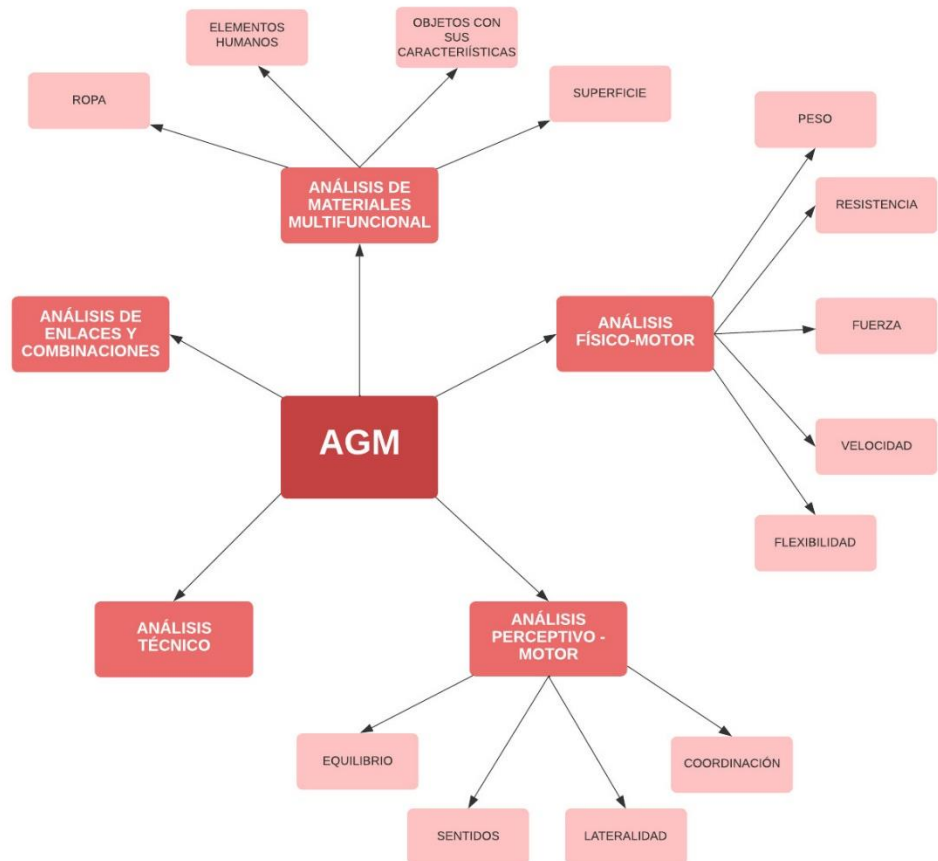 ELEMENTOS
HUMANOS
OBJETOS CON
SUS
CARACTERIÍSTICAS
ROPA
SUPERFICIE
PESO
ANÁLISIS DE
MATERIALES
MULTIFUNCIONAL
RESISTENCIA
ANÁLISIS DE
ENLACES Y
COMBINACIONES
ANÁLISIS
FÍSICO-MOTOR
FUERZA
AGM
VELOCIDAD
FLEXIBILIDAD
ANÁLISIS
TÉCNICO
ANÁLISIS
PERCEPTIVO -
MOTOR
EQUILIBRIO
COORDINACIÓN
SENTIDOS
LATERALIDAD